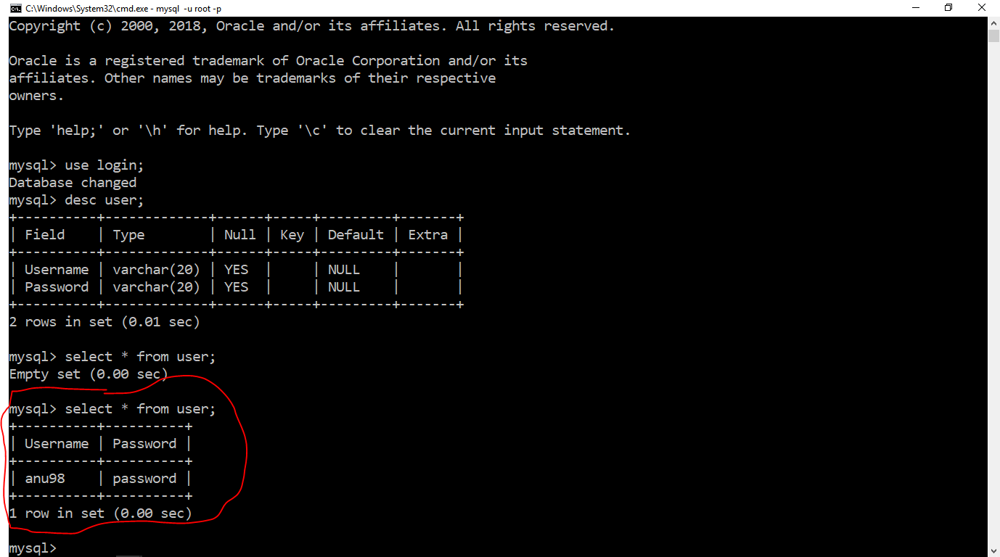 C:\Windows\System32\cmd.exe - mysql  -u root -p
Copyright (c) 2000, 2018, Oracle and/or its affiliates. All rights reserved.
Oracle is a registered trademark of Oracle Corporation and/or its
affiliates. Other names may be trademarks of their respective
owners.
Type 'help;' or '\h' for help. Type '\c' to clear the current input statement.
mysql> use login;
Database changed
mysql> desc user;
+----------+-------------+------+-----+---------+-------+
| Field    | Type        | Null | Key | Default | Extra |
+----------+-------------+------+-----+---------+-------+
| Username | varchar(20) | YES  |     | NULL    |       |
| Password | varchar(20) | YES  |     | NULL    |       |
+----------+-------------+------+-----+---------+-------+
2 rows in set (0.01 sec)
mysql> select * from user;
Empty set (0.00 sec)
mysql> select * from user;
+----------+----------+
| Username | Password |
+----------+----------+
| anu98    | password |
+----------+----------+
1 row in set (0.00 sec)
mysql>